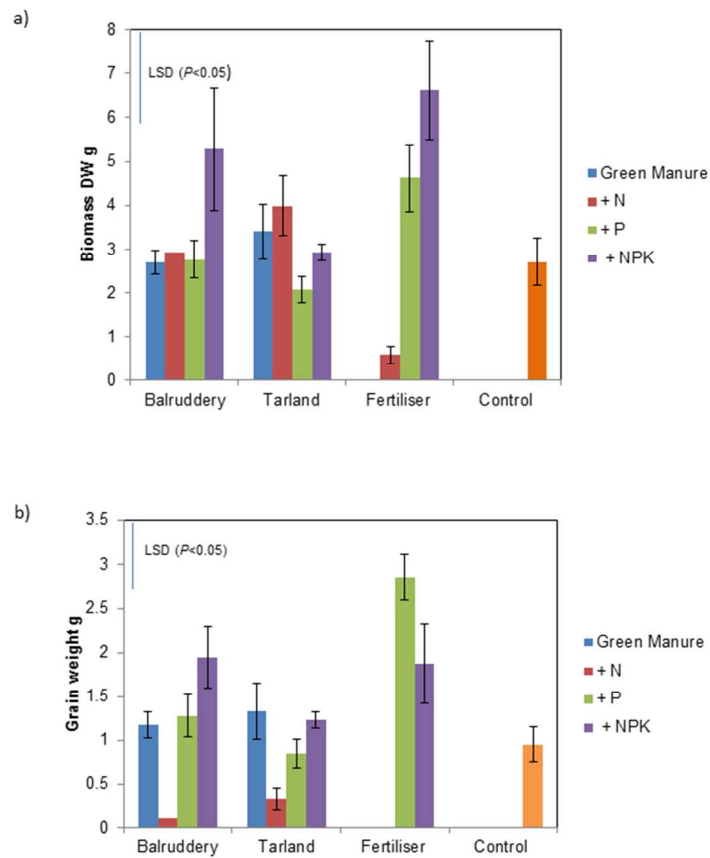 a)
8
7
6
5
4
3
2
1
0
Biomass DW g
LSD (P<0.05)
Balruddery Tarland Fertiliser Control
Green Manure
+ N
+ P
+ NPK
b)
3.5
3
2.5
2
1.5
1
0.5
0
Grain weight g
LSD (P<0.05)
Balruddery Tarland Fertiliser Control
Green Manure
+ N
+ P
+ NPK